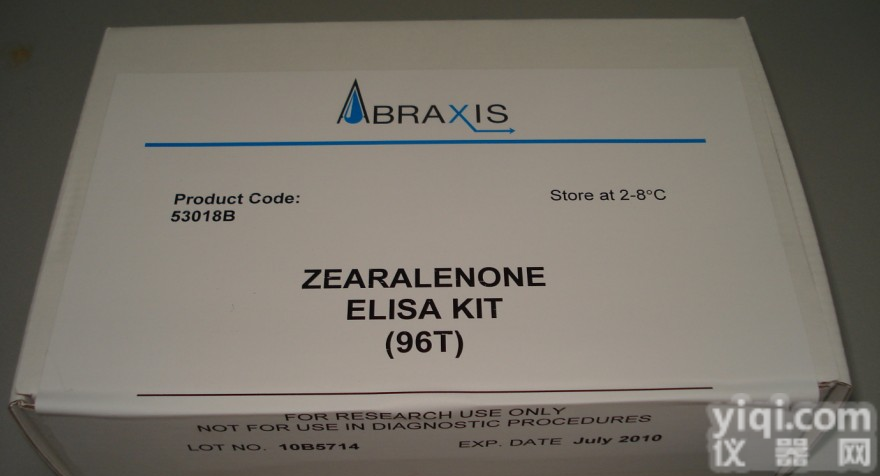 ABRAXIS
Product Code:
53018B
Store at 2-8°C
ZEARALENONE
ELISA KIT
(96T)
FOR RESEARCH USE ONLY
NOT FOR USE IN DIAGNOSTIC PROCEDURES
LOT NO. 10B5714
EXP. DATE July 2010
yiqi.com
仪器网